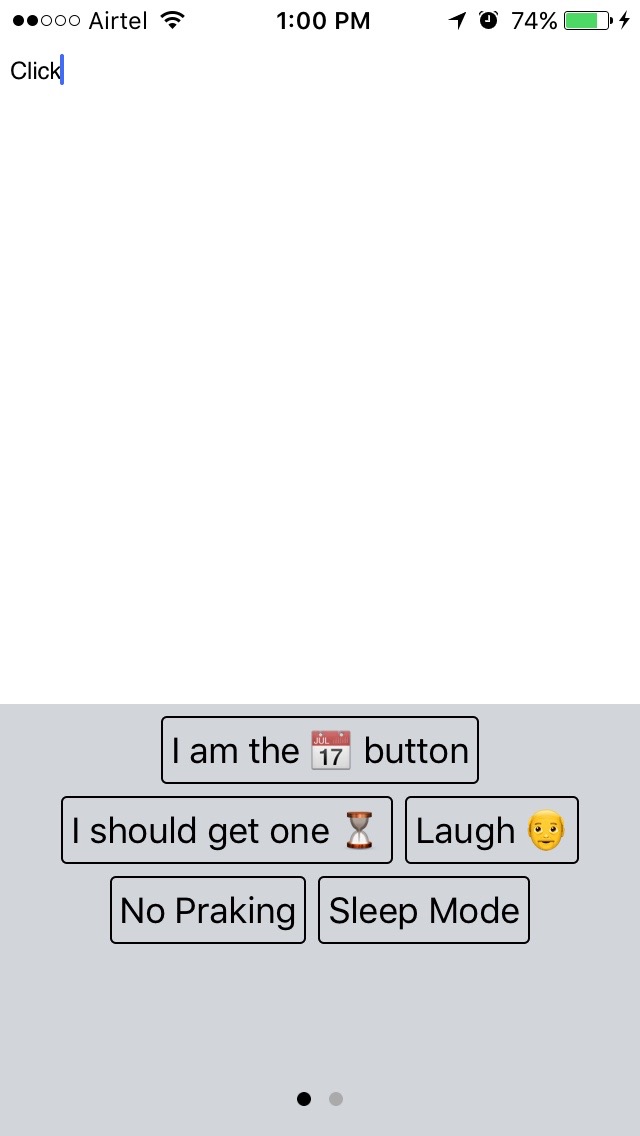 Airtel 1:00 PM 74%
Click
I am the 📅 button
I should get one ⌛ Laugh 👴
No Praking Sleep Mode